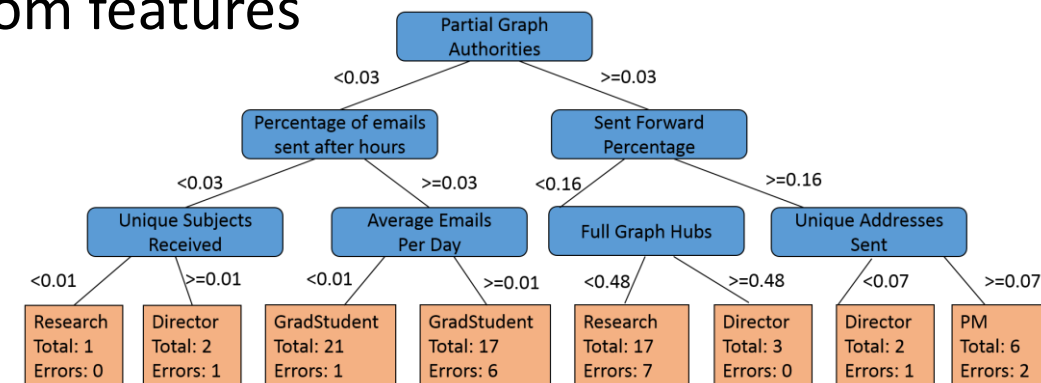 om features
Partial Graph
Authorities
<0.03
>=0.03
Percentage of emails
sent after hours
Sent Forward
Percentage
<0.03
>=0.03
<0.16
>=0.16
Unique Subjects
Received
Average Emails
Per Day
Full Graph Hubs
Unique Addresses
Sent
<0.01
>=0.01
<0.01
>=0.01
<0.48
>=0.48
<0.07
>=0.07
Research
Total: 1
Errors: 0
Director
Total: 2
Errors: 1
GradStudent
Total: 21
Errors: 1
GradStudent
Total: 17
Errors: 6
Research
Total: 17
Errors: 7
Director
Total: 3
Errors: 0
Director
Total: 2
Errors: 1
PM
Total: 6
Errors: 2